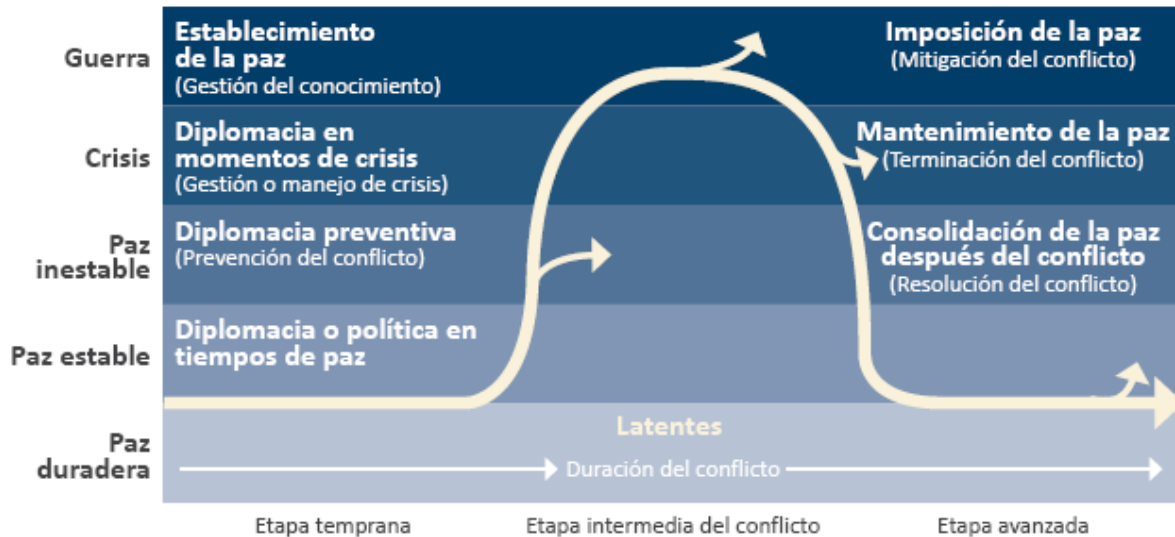 Guerra
Establecimiento
de la paz
(Gestión del conocimiento)
Imposición de la paz
(Mitigación del conflicto)
Crisis
Diplomacia en
momentos de crisis
(Gestión o manejo de crisis)
Mantenimiento de la paz
(Terminación del conflicto)
Paz
inestable
Diplomacia preventiva
(Prevención del conflicto)
Consolidación de la paz
después del conflicto
(Resolución del conflicto)
Paz estable
Diplomacia o política en
tiempos de paz
Paz
duradera
Latentes
Duración del conflicto
Etapa temprana
Etapa intermedia del conflicto
Etapa avanzada